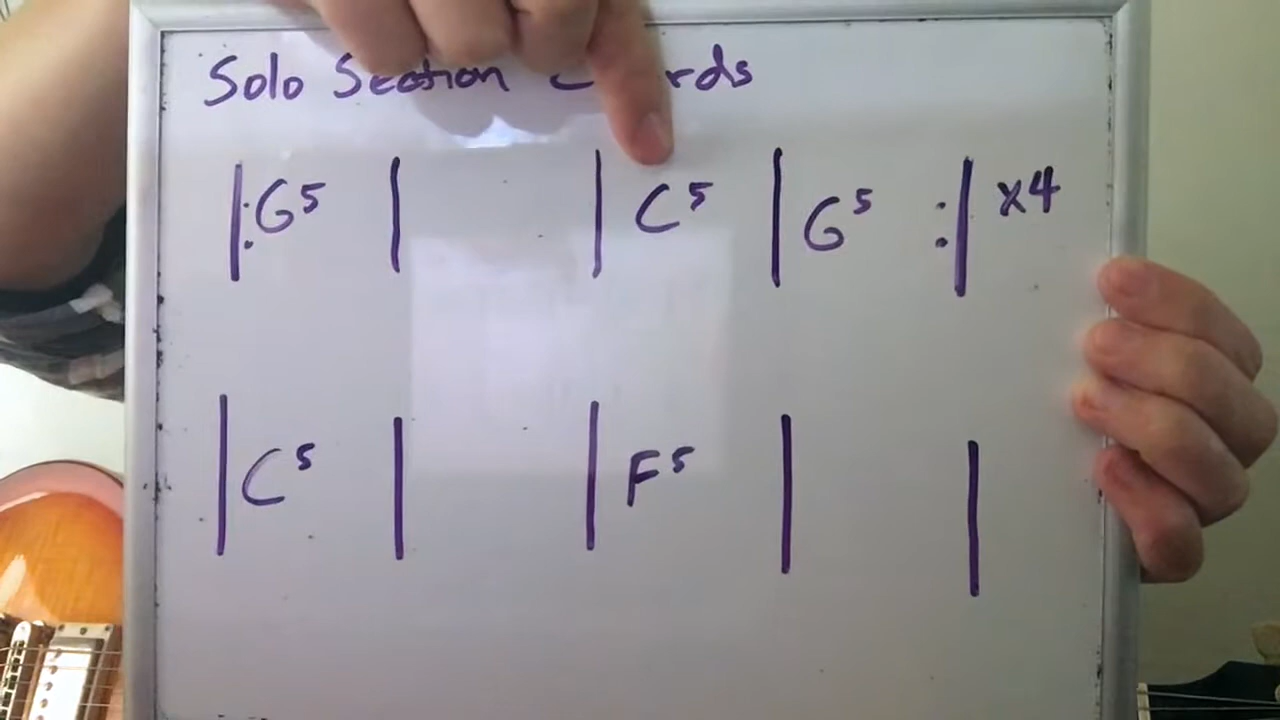 Solo Section
|: G5 | | C5 | G5 :| x4
| C5 | | F5 | |